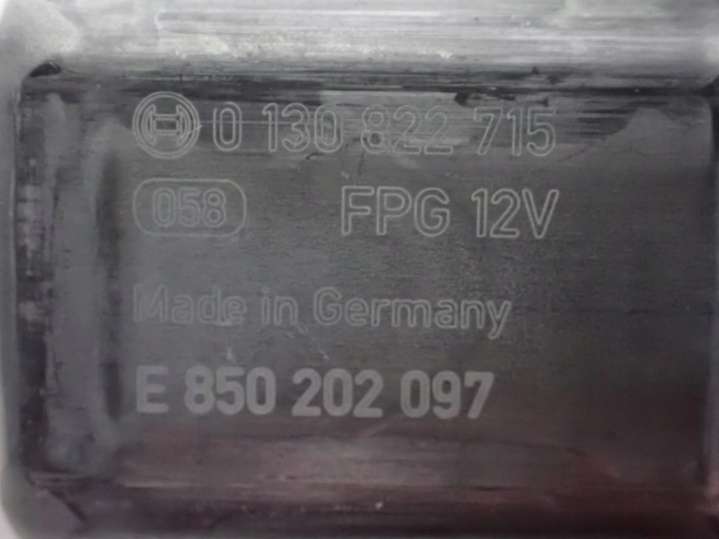 0 130 822 715
058 FPG 12V
Made in Germany
E 850 202 097